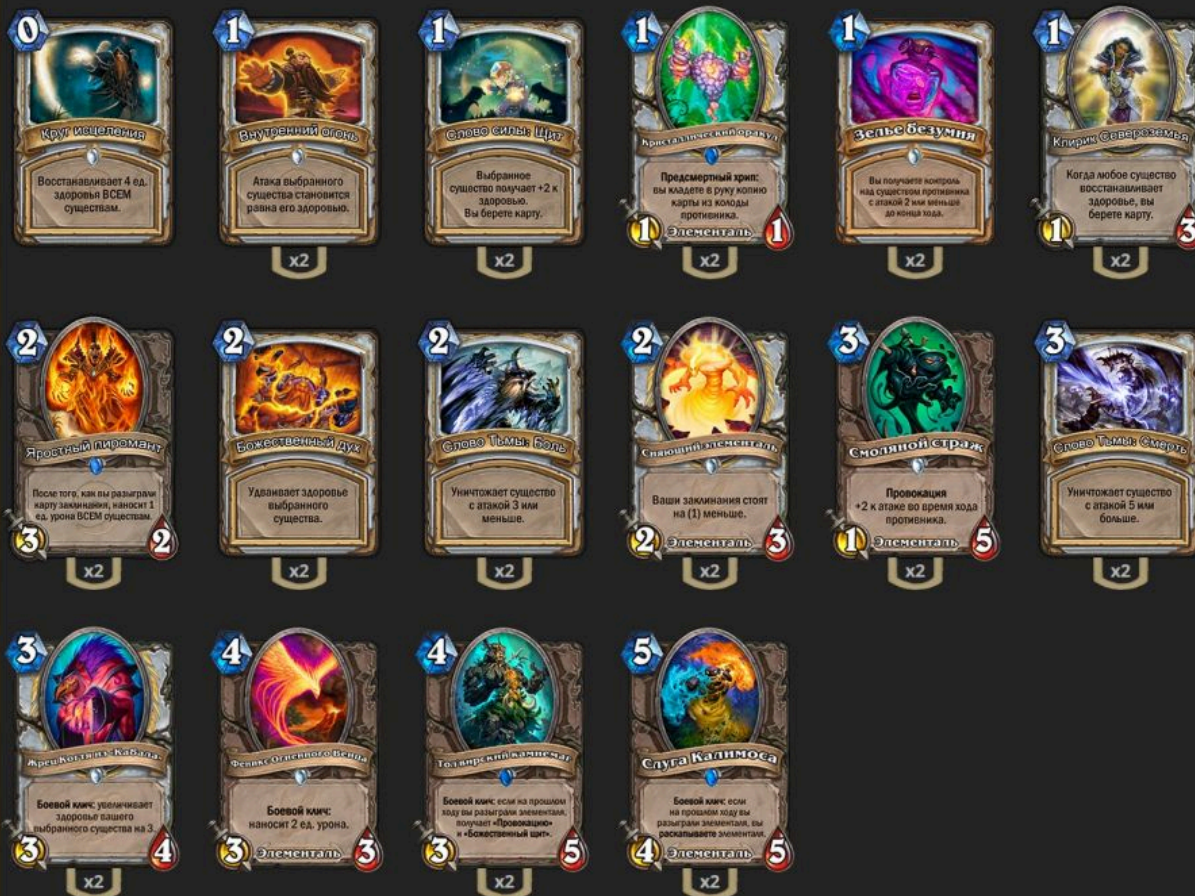 0
Круг исцеления
Восстанавливает 4 ед.
здоровья ВСЕМ
существам.
1
Внутренний огонь
Атака выбранного
существа становится
равна его здоровью.
x2
1
Слово силы: Щит
Выбранное
существо получает +2 к
здоровью.
Вы берете карту.
x2
1
Кристаллический оракул
Предсмертный хрип:
вы кладете в руку копию
карты из колоды
противника.
1 Элементаль 1
x2
1
Зелье безумия
Вы получаете контроль
над существом противника
с атакой 2 или меньше
до конца хода.
x2
1
Клирик Североземья
Когда любое существо
восстанавливает
здоровье, вы
берете карту.
1 3
x2
2
Яростный пиромант
После того, как вы разыграли
карту заклинания, наносит 1
ед. урона ВСЕМ существам.
3 2
x2
2
Божественный дух
Удваивает здоровье
выбранного
существа.
x2
2
Слово Тьмы: Боль
Уничтожает существо
с атакой 3 или
меньше.
x2
2
Сияющий элементаль
Ваши заклинания стоят
на (1) меньше.
2 Элементаль 3
x2
3
Смоляной страж
Провокация
+2 к атаке во время хода
противника.
1 Элементаль 5
x2
3
Слово Тьмы: Смерть
Уничтожает существо
с атакой 5 или
больше.
x2
3
Жрец Когтя из «Кабала»
Боевой клич: увеличивает
здоровье вашего
выбранного существа на 3.
3 4
x2
4
Феникс Огненного Венца
Боевой клич:
наносит 2 ед. урона.
3 Элементаль 3
4
Тол'вирский камнемаг
Боевой клич: если на прошлом
ходу вы разыграли элементаля,
получает «Провокацию»
и «Божественный щит».
3 5
x2
5
Слуга Калимоса
Боевой клич: если
на прошлом ходу вы
разыграли элементаля, вы
раскапываете элементаля.
4 Элементаль 5
x2